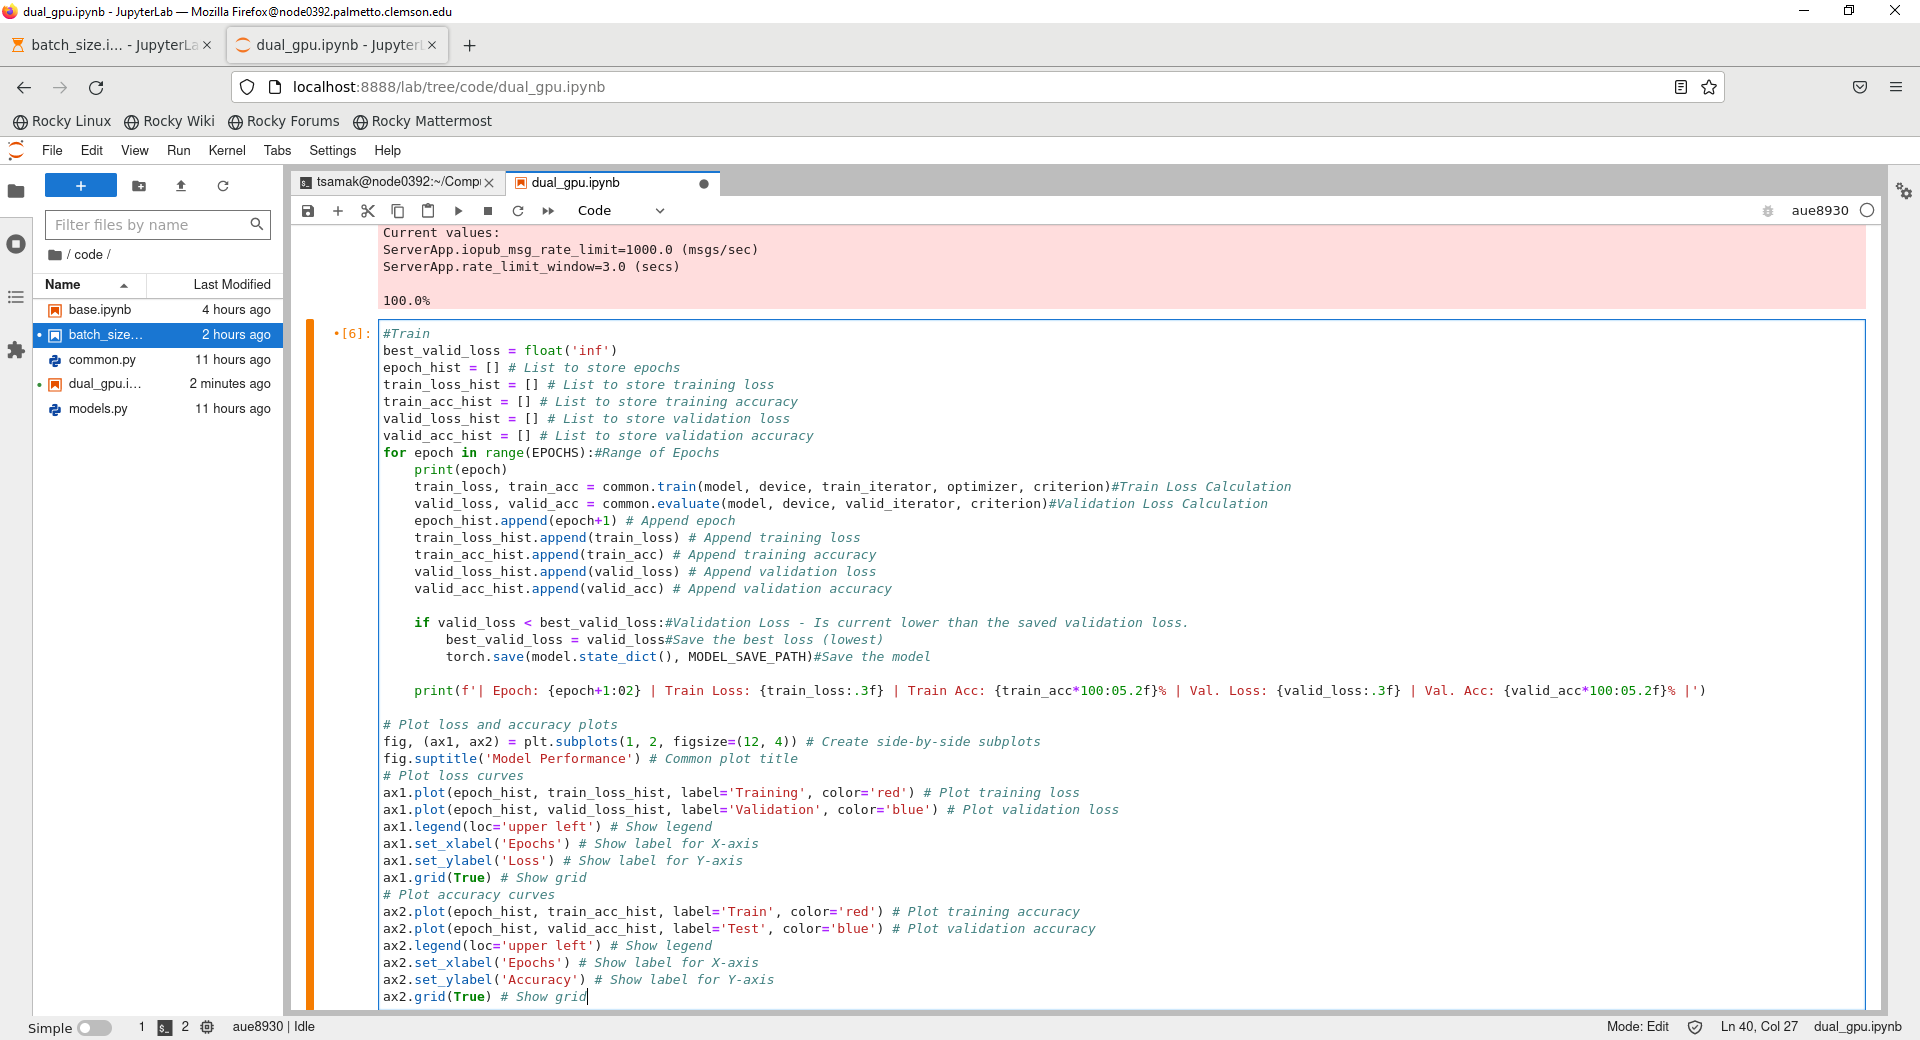 dual_gpu.ipynb - JupyterLab — Mozilla Firefox@node0392.palmetto.clemson.edu
batch_size.i… - JupyterLa
dual_gpu.ipynb - Jupyter
localhost:8888/lab/tree/code/dual_gpu.ipynb
Rocky Linux Rocky Wiki Rocky Forums Rocky Mattermost
File Edit View Run Kernel Tabs Settings Help
tsamak@node0392:~/Comp
dual_gpu.ipynb
Filter files by name
Code
aue8930
/ code /
Name Last Modified
base.ipynb 4 hours ago
batch_size… 2 hours ago
common.py 11 hours ago
dual_gpu.i… 2 minutes ago
models.py 11 hours ago
Current values:
ServerApp.iopub_msg_rate_limit=1000.0 (msgs/sec)
ServerApp.rate_limit_window=3.0 (secs)
100.0%
[6]:
#Train
best_valid_loss = float('inf')
epoch_hist = [] # List to store epochs
train_loss_hist = [] # List to store training loss
train_acc_hist = [] # List to store training accuracy
valid_loss_hist = [] # List to store validation loss
valid_acc_hist = [] # List to store validation accuracy
for epoch in range(EPOCHS):#Range of Epochs
    print(epoch)
    train_loss, train_acc = common.train(model, device, train_iterator, optimizer, criterion)#Train Loss Calculation
    valid_loss, valid_acc = common.evaluate(model, device, valid_iterator, criterion)#Validation Loss Calculation
    epoch_hist.append(epoch+1) # Append epoch
    train_loss_hist.append(train_loss) # Append training loss
    train_acc_hist.append(train_acc) # Append training accuracy
    valid_loss_hist.append(valid_loss) # Append validation loss
    valid_acc_hist.append(valid_acc) # Append validation accuracy
    if valid_loss < best_valid_loss:#Validation Loss - Is current lower than the saved validation loss.
        best_valid_loss = valid_loss#Save the best loss (lowest)
        torch.save(model.state_dict(), MODEL_SAVE_PATH)#Save the model
    print(f'| Epoch: {epoch+1:02} | Train Loss: {train_loss:.3f} | Train Acc: {train_acc*100:05.2f}% | Val. Loss: {valid_loss:.3f} | Val. Acc: {valid_acc*100:05.2f}% |')
# Plot loss and accuracy plots
fig, (ax1, ax2) = plt.subplots(1, 2, figsize=(12, 4)) # Create side-by-side subplots
fig.suptitle('Model Performance') # Common plot title
# Plot loss curves
ax1.plot(epoch_hist, train_loss_hist, label='Training', color='red') # Plot training loss
ax1.plot(epoch_hist, valid_loss_hist, label='Validation', color='blue') # Plot validation loss
ax1.legend(loc='upper left') # Show legend
ax1.set_xlabel('Epochs') # Show label for X-axis
ax1.set_ylabel('Loss') # Show label for Y-axis
ax1.grid(True) # Show grid
# Plot accuracy curves
ax2.plot(epoch_hist, train_acc_hist, label='Train', color='red') # Plot training accuracy
ax2.plot(epoch_hist, valid_acc_hist, label='Test', color='blue') # Plot validation accuracy
ax2.legend(loc='upper left') # Show legend
ax2.set_xlabel('Epochs') # Show label for X-axis
ax2.set_ylabel('Accuracy') # Show label for Y-axis
ax2.grid(True) # Show grid
Simple 1 2 aue8930 | Idle Mode: Edit Ln 40, Col 27 dual_gpu.ipynb